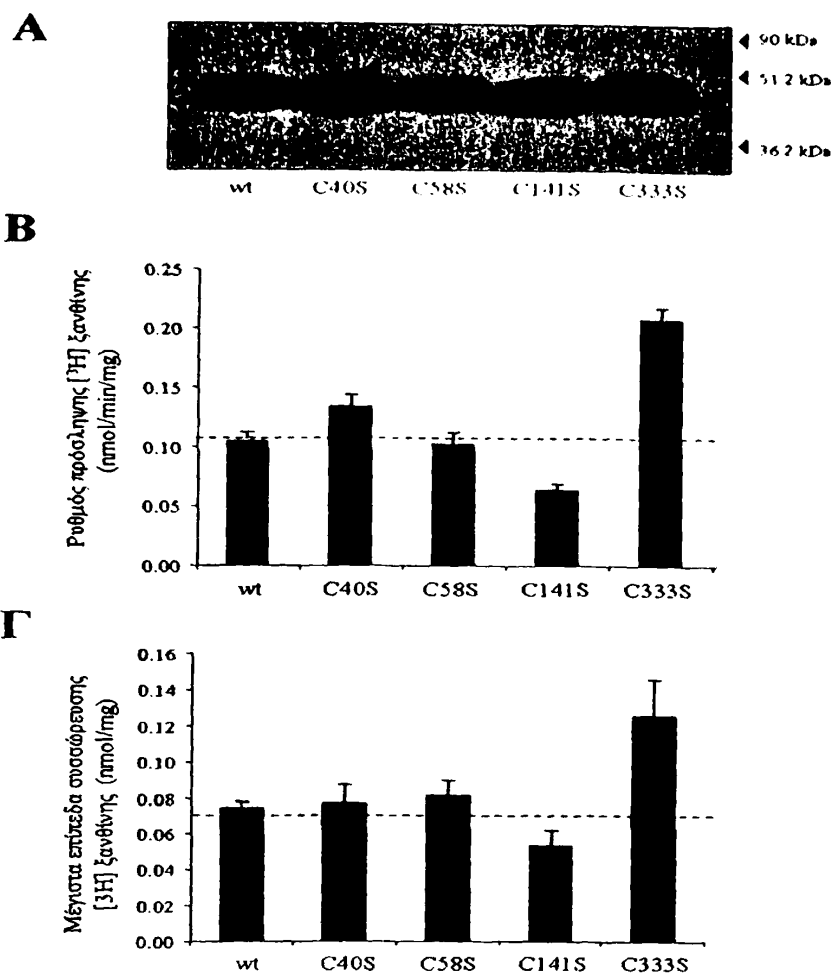 A
90 kDa
51.2 kDa
36.2 kDa
wt C40S C58S C141S C333S
B
Ρυθμός πρόσληψης [³H] ξανθίνης
(nmol/min/mg)
0.25
0.20
0.15
0.10
0.05
0.00
wt C40S C58S C141S C333S
Γ
Μέγιστα επίπεδα συσσώρευσης
[3H] ξανθίνης (nmol/mg)
0.16
0.14
0.12
0.10
0.08
0.06
0.04
0.02
0.00
wt C40S C58S C141S C333S